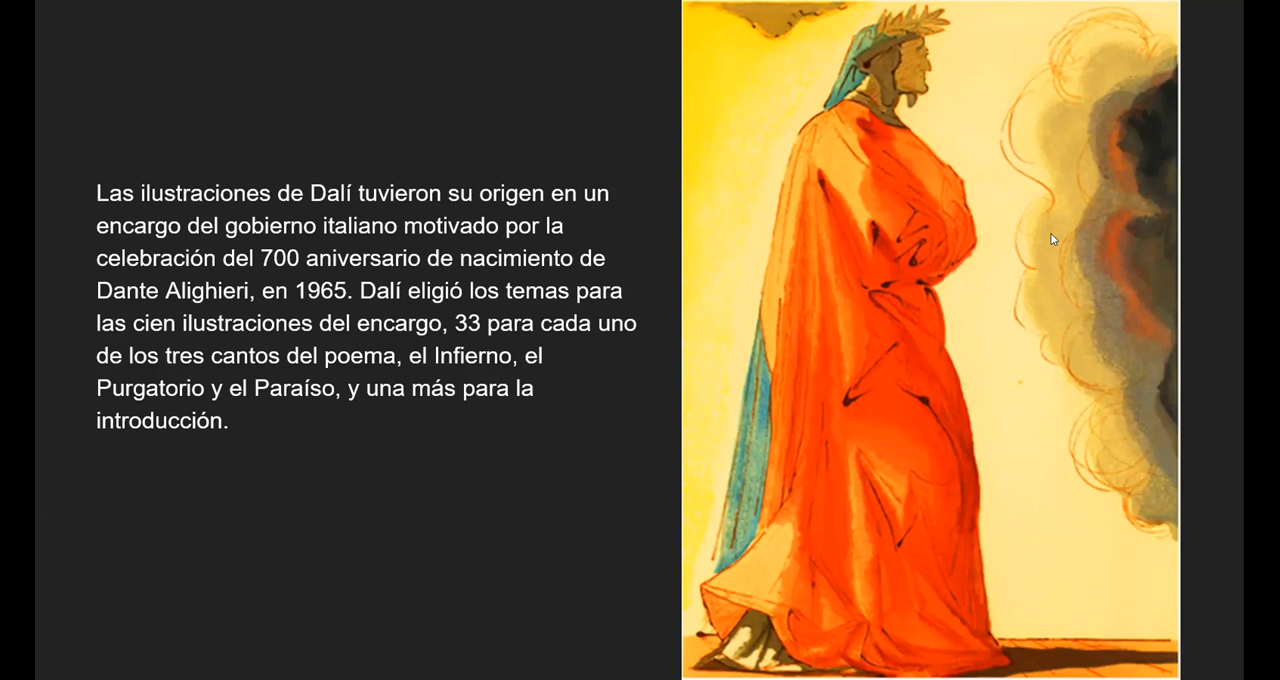 Las ilustraciones de Dalí tuvieron su origen en un
encargo del gobierno italiano motivado por la
celebración del 700 aniversario de nacimiento de
Dante Alighieri, en 1965. Dalí eligió los temas para
las cien ilustraciones del encargo, 33 para cada uno
de los tres cantos del poema, el Infierno, el
Purgatorio y el Paraíso, y una más para la
introducción.